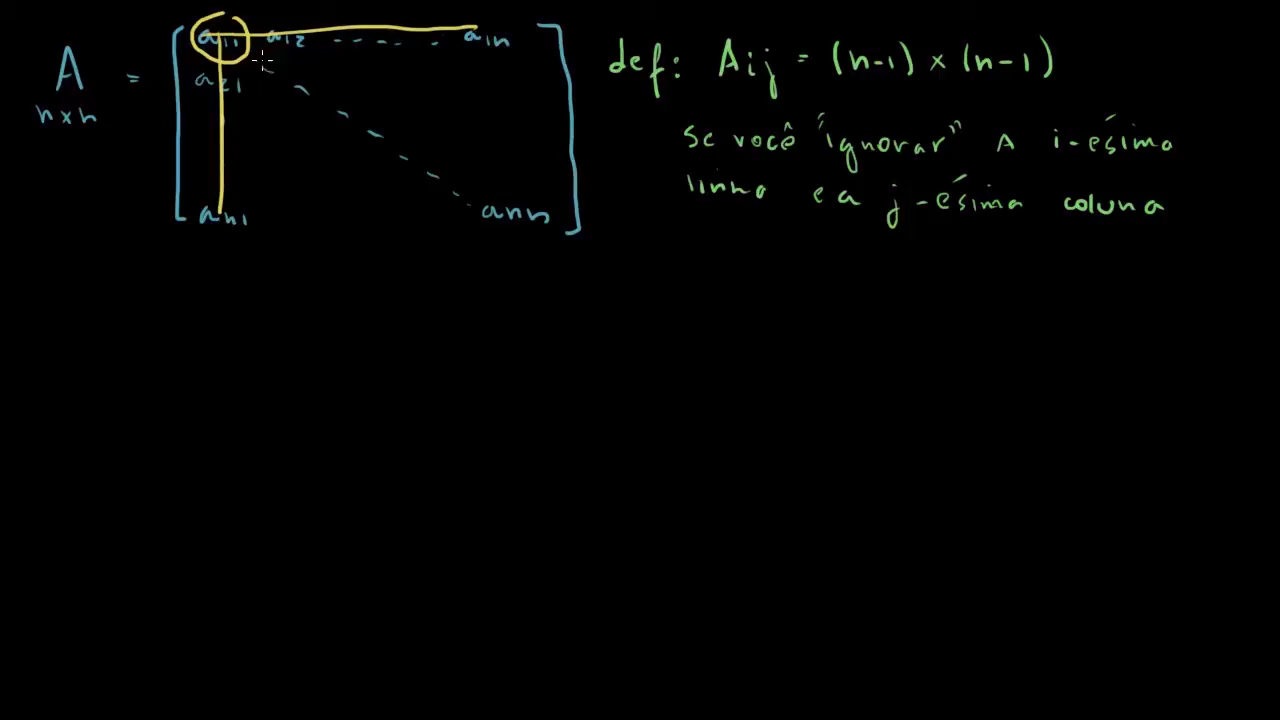 A = a11 a12 - - - - - a1n
n×n a21
an1 ann
def: Aij = (n-1) × (n-1)
Se você "ignorar" A i-ésima
linha e a j-ésima coluna